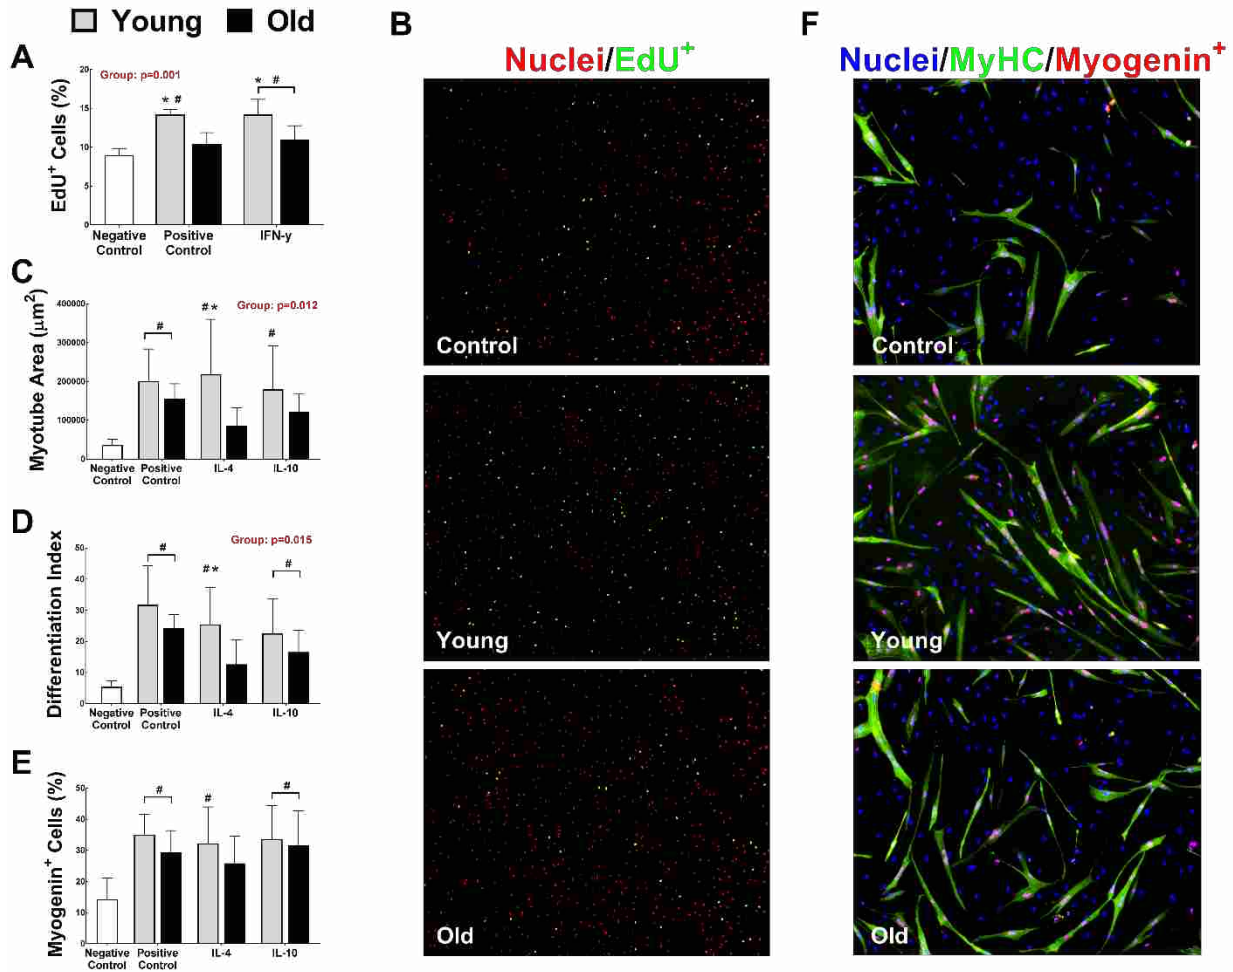 Young Old
A
Group: p=0.001
EdU+ Cells (%)
20
15
10
5
0
* #
* #
Negative Control
Positive Control
IFN-y
B
Nuclei/EdU+
Control
Young
Old
C
Group: p=0.012
Myotube Area (μm2)
400000
300000
200000
100000
0
#
#*
#
Negative Control
Positive Control
IL-4
IL-10
D
Group: p=0.015
Differentiation Index
50
40
30
20
10
0
#
#*
#
Negative Control
Positive Control
IL-4
IL-10
E
Myogenin+ Cells (%)
50
40
30
20
10
0
#
#
#
Negative Control
Positive Control
IL-4
IL-10
F
Nuclei/MyHC/Myogenin+
Control
Young
Old